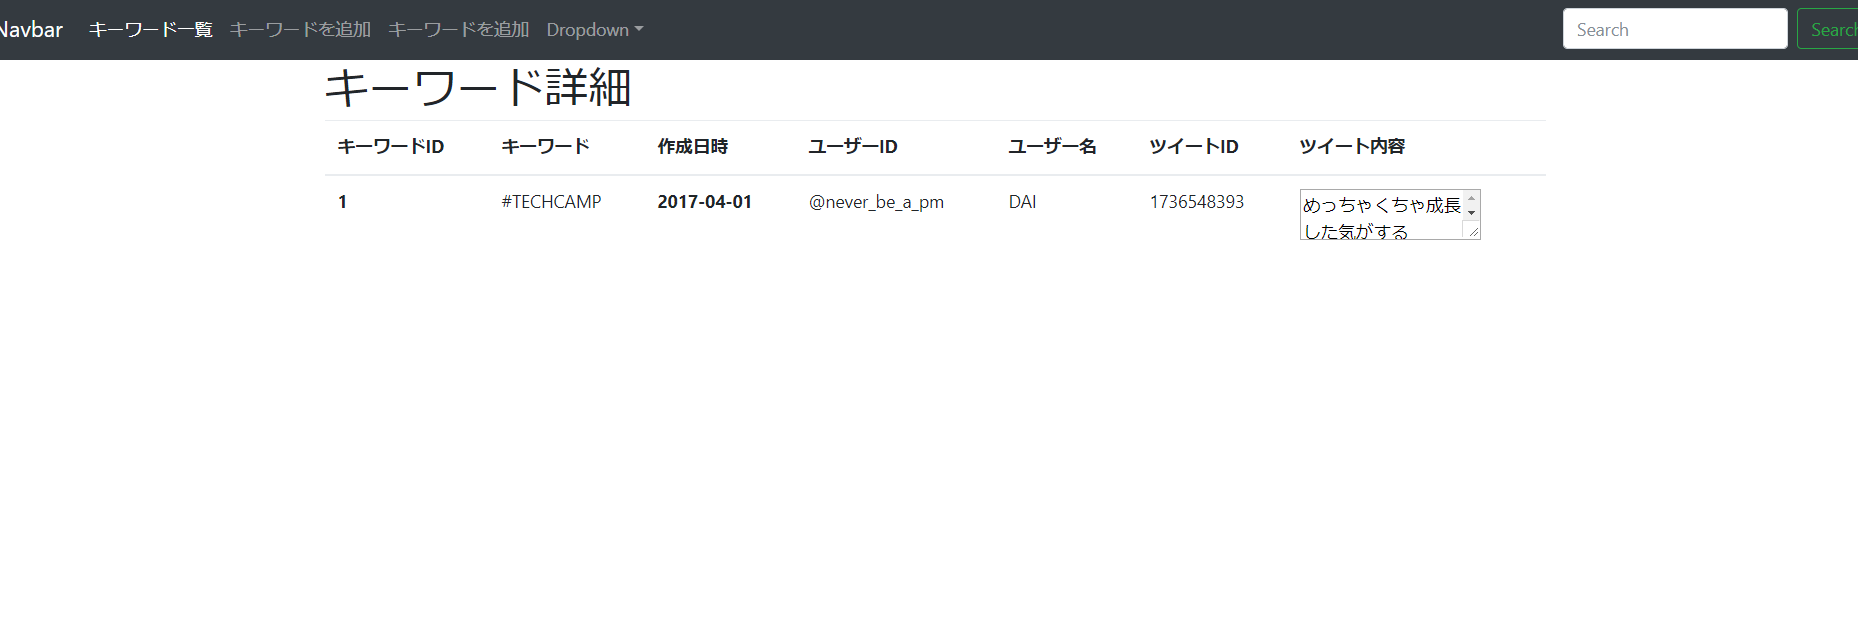 Navbar キーワード一覧 キーワードを追加 キーワードを追加 Dropdown Search Search
キーワード詳細
キーワードID キーワード 作成日時 ユーザーID ユーザー名 ツイートID ツイート内容
1 #TECHCAMP 2017-04-01 @never_be_a_pm DAI 1736548393 めっちゃくちゃ成長
した気がする